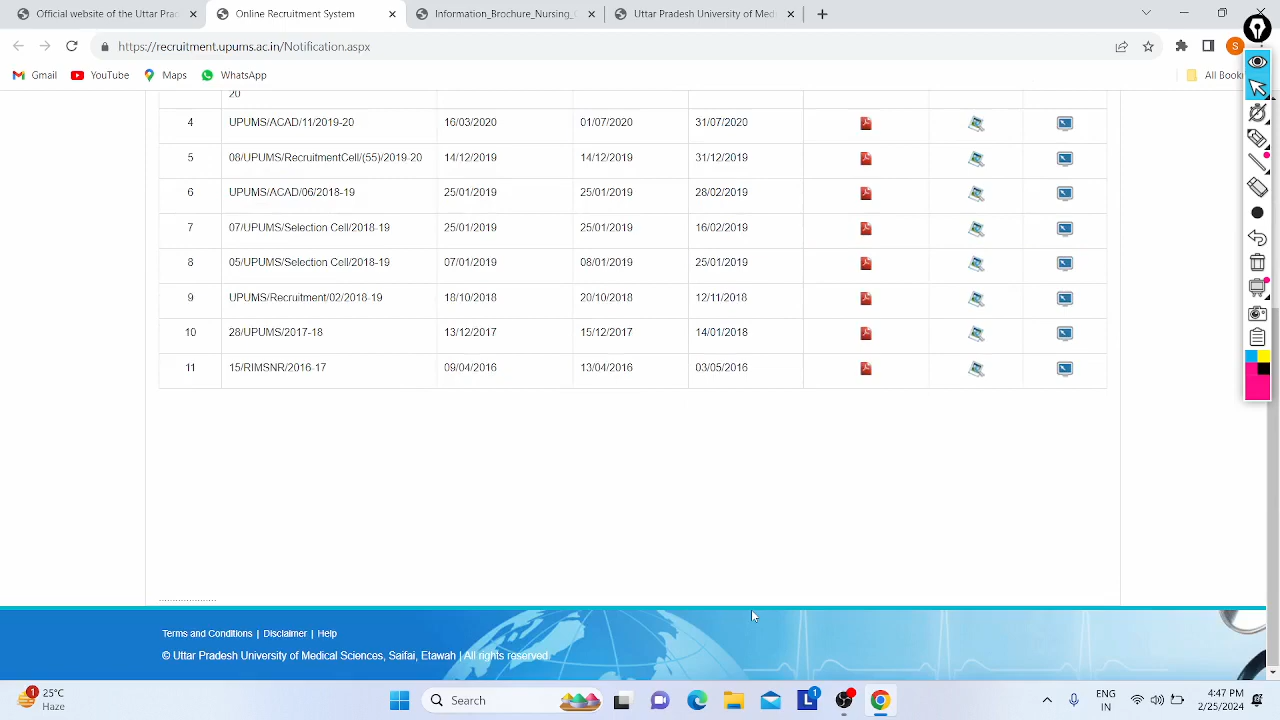 Official website of the Uttar Prac
Online Recruitment System
Information_Brochure_Nursing_C
Uttar Pradesh University of Medi
https://recruitment.upums.ac.in/Notification.aspx
S
Gmail YouTube Maps WhatsApp All Book
20
4 UPUMS/ACAD/11/2019-20 16/03/2020 01/07/2020 31/07/2020
5 08/UPUMS/RecruitmentCell/(55)/2019-20 14/12/2019 14/12/2019 31/12/2019
6 UPUMS/ACAD/06/2018-19 25/01/2019 25/01/2019 28/02/2019
7 07/UPUMS/Selection Cell/2018-19 25/01/2019 25/01/2019 16/02/2019
8 05/UPUMS/Selection Cell/2018-19 07/01/2019 08/01/2019 25/01/2019
9 UPUMS/Recruitment/02/2018-19 18/10/2018 20/10/2018 12/11/2018
10 28/UPUMS/2017-18 13/12/2017 15/12/2017 14/01/2018
11 15/RIMSNR/2016-17 09/04/2016 13/04/2016 03/05/2016
Terms and Conditions | Disclaimer | Help
© Uttar Pradesh University of Medical Sciences, Saifai, Etawah | All rights reserved.
1 25°C
Haze
Search
L 1
ENG
IN
4:47 PM
2/25/2024